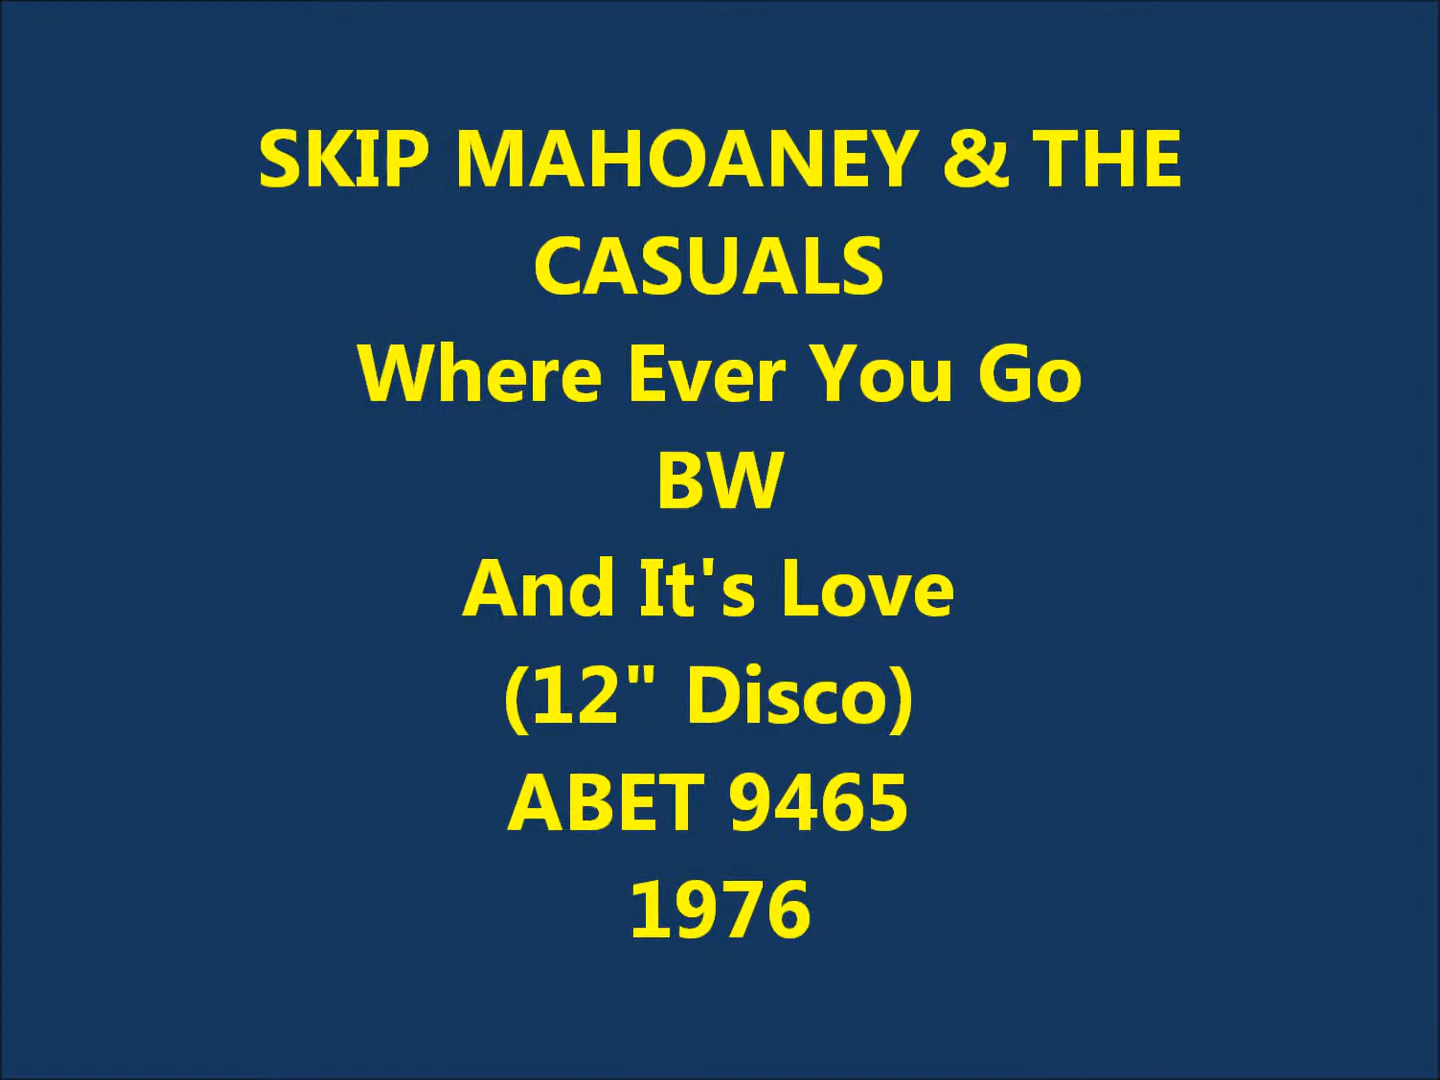 SKIP MAHOANEY & THE
CASUALS
Where Ever You Go
BW
And It's Love
(12" Disco)
ABET 9465
1976